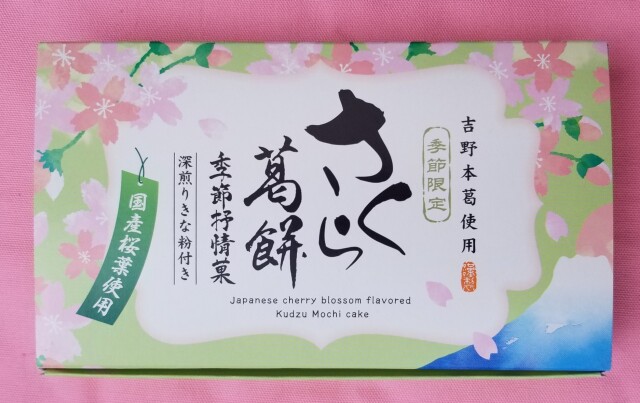 吉野本葛使用
季節限定
さくら
葛餅
季節抒情菓
深煎りきな粉付き
国産桜葉使用
Japanese cherry blossom flavored
Kudzu Mochi cake